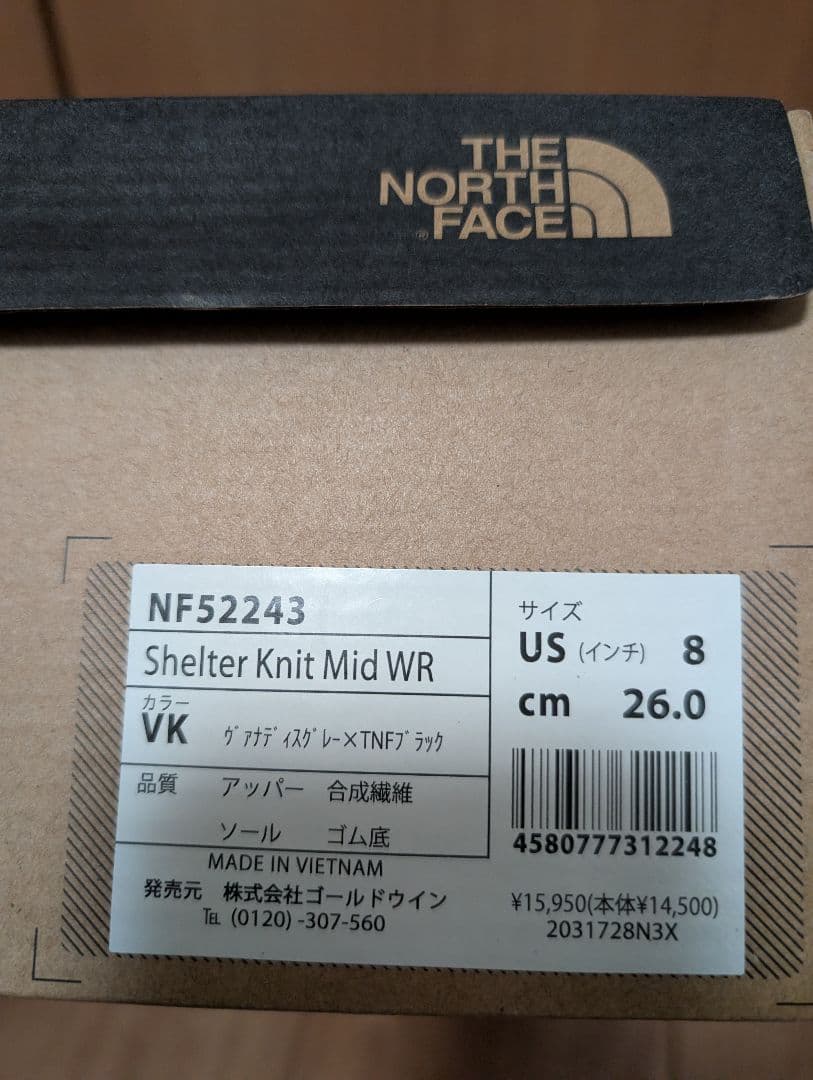 THE
NORTH
FACE®
NF52243
Shelter Knit Mid WR
カラー
VK ヴァナディスグレー×TNFブラック
品質 アッパー 合成繊維
ソール ゴム底
MADE IN VIETNAM
発売元 株式会社ゴールドウイン
℡ (0120) -307-560
サイズ
US (インチ) 8
cm 26.0
4580777312248
¥15,950(本体¥14,500)
2031728N3X